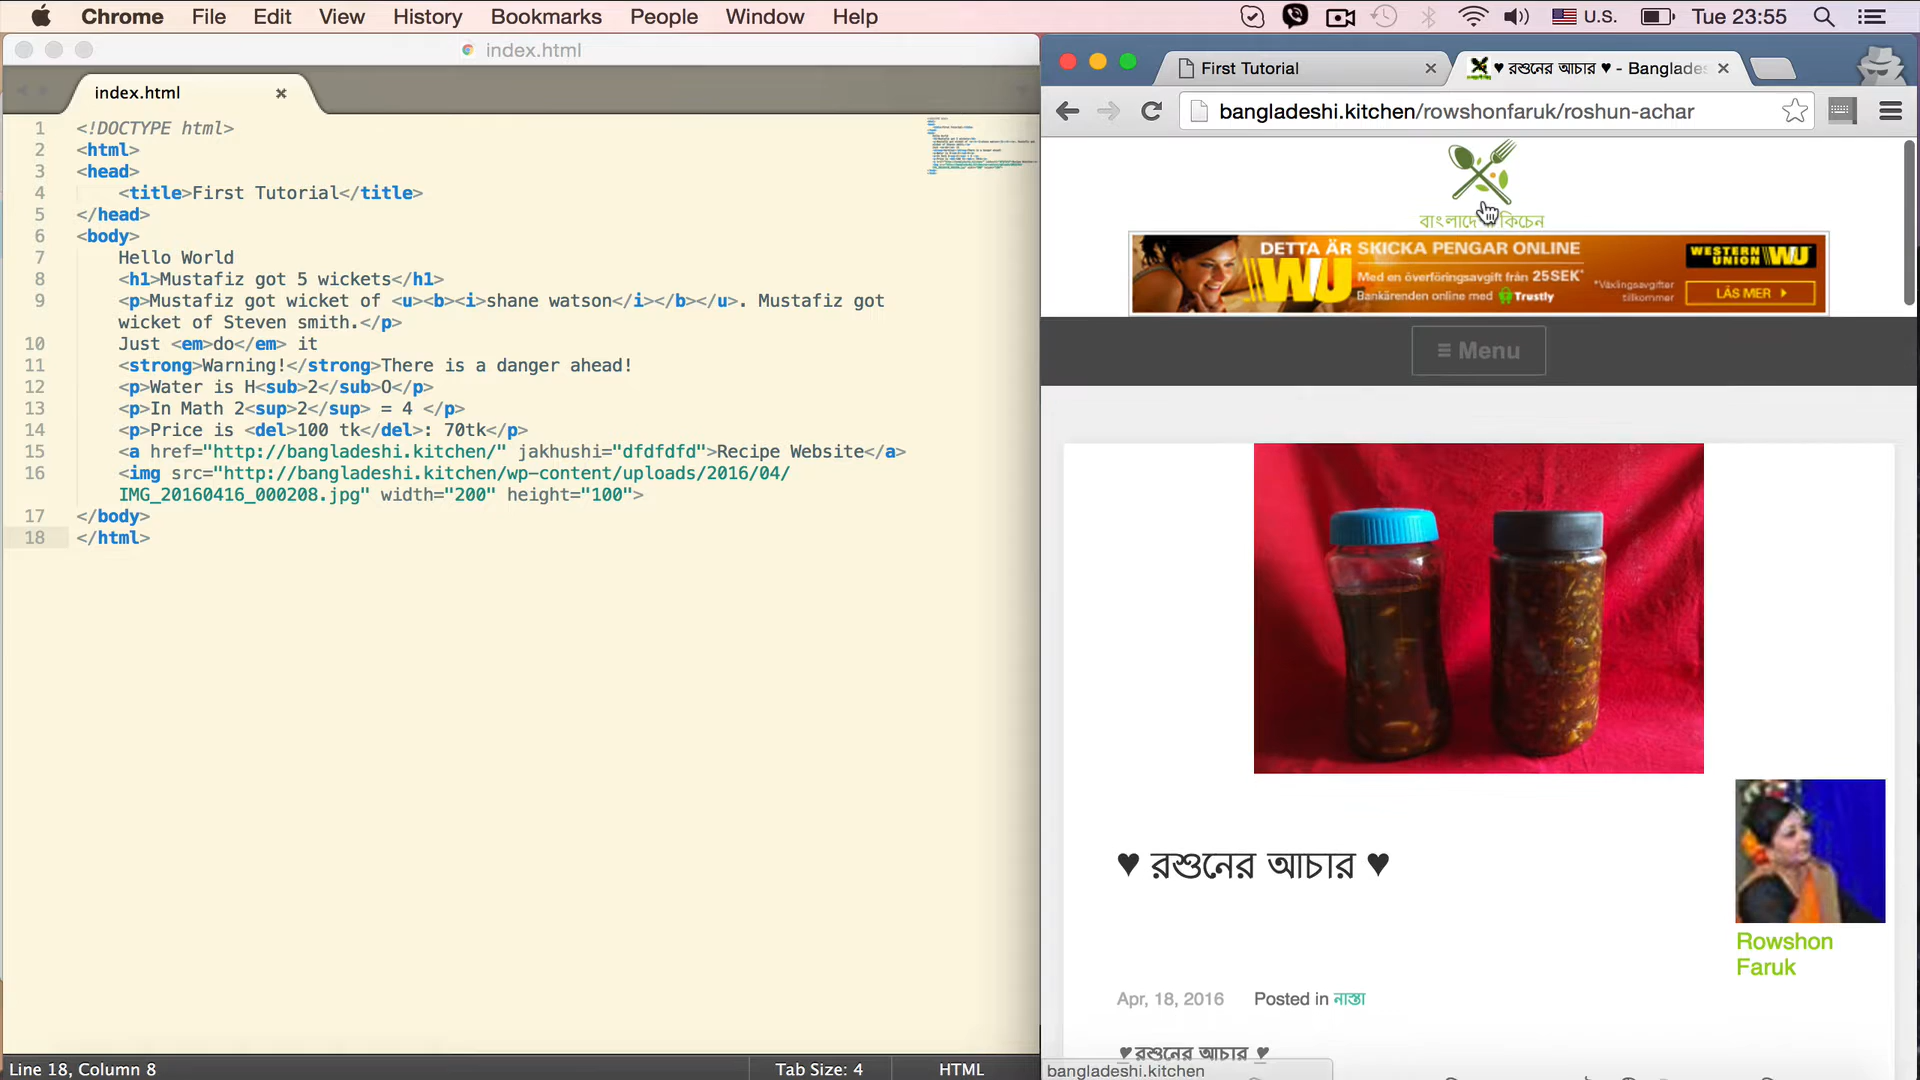 Chrome File Edit View History Bookmarks People Window Help U.S. Tue 23:55
index.html
index.html
1 <!DOCTYPE html>
2 <html>
3 <head>
4 <title>First Tutorial</title>
5 </head>
6 <body>
7 Hello World
8 <h1>Mustafiz got 5 wickets</h1>
9 <p>Mustafiz got wicket of <u><b><i>shane watson</i></b></u>. Mustafiz got
wicket of Steven smith.</p>
10 Just <em>do</em> it
11 <strong>Warning!</strong>There is a danger ahead!
12 <p>Water is H<sub>2</sub>O</p>
13 <p>In Math 2<sup>2</sup> = 4 </p>
14 <p>Price is <del>100 tk</del>: 70tk</p>
15 <a href="http://bangladeshi.kitchen/" jakhushi="dfdfdfd">Recipe Website</a>
16 <img src="http://bangladeshi.kitchen/wp-content/uploads/2016/04/
IMG_20160416_000208.jpg" width="200" height="100">
17 </body>
18 </html>
Line 18, Column 8 Tab Size: 4 HTML
First Tutorial
♥ রশুনের আচার ♥ - Banglades
bangladeshi.kitchen/rowshonfaruk/roshun-achar
কিচেন
DETTA ÄR SKICKA PENGAR ONLINE
WU
Med en överföringsavgift från 25SEK*
Bankärenden online med Trustly
*Växlingsavgifter
tillkommer
WESTERN
UNION WU
LÄS MER
≡ Menu
♥ রশুনের আচার ♥
Rowshon
Faruk
Apr, 18, 2016 Posted in নাস্তা
♥রশুনের আচার ♥
bangladeshi.kitchen